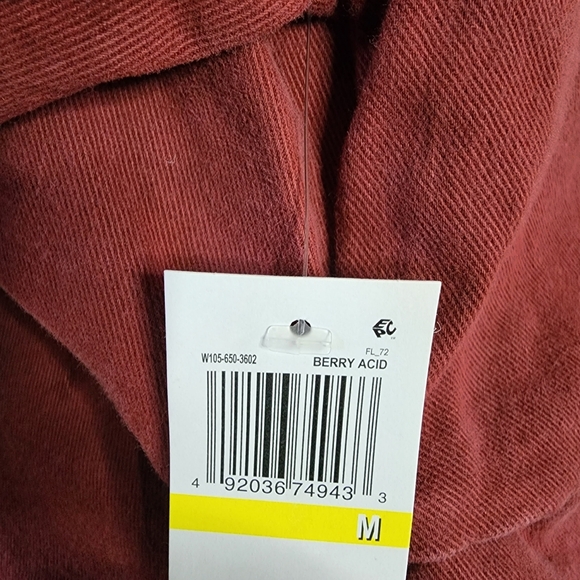 FL_72
W105-650-3602 BERRY ACID
4 92036 74943 3
M